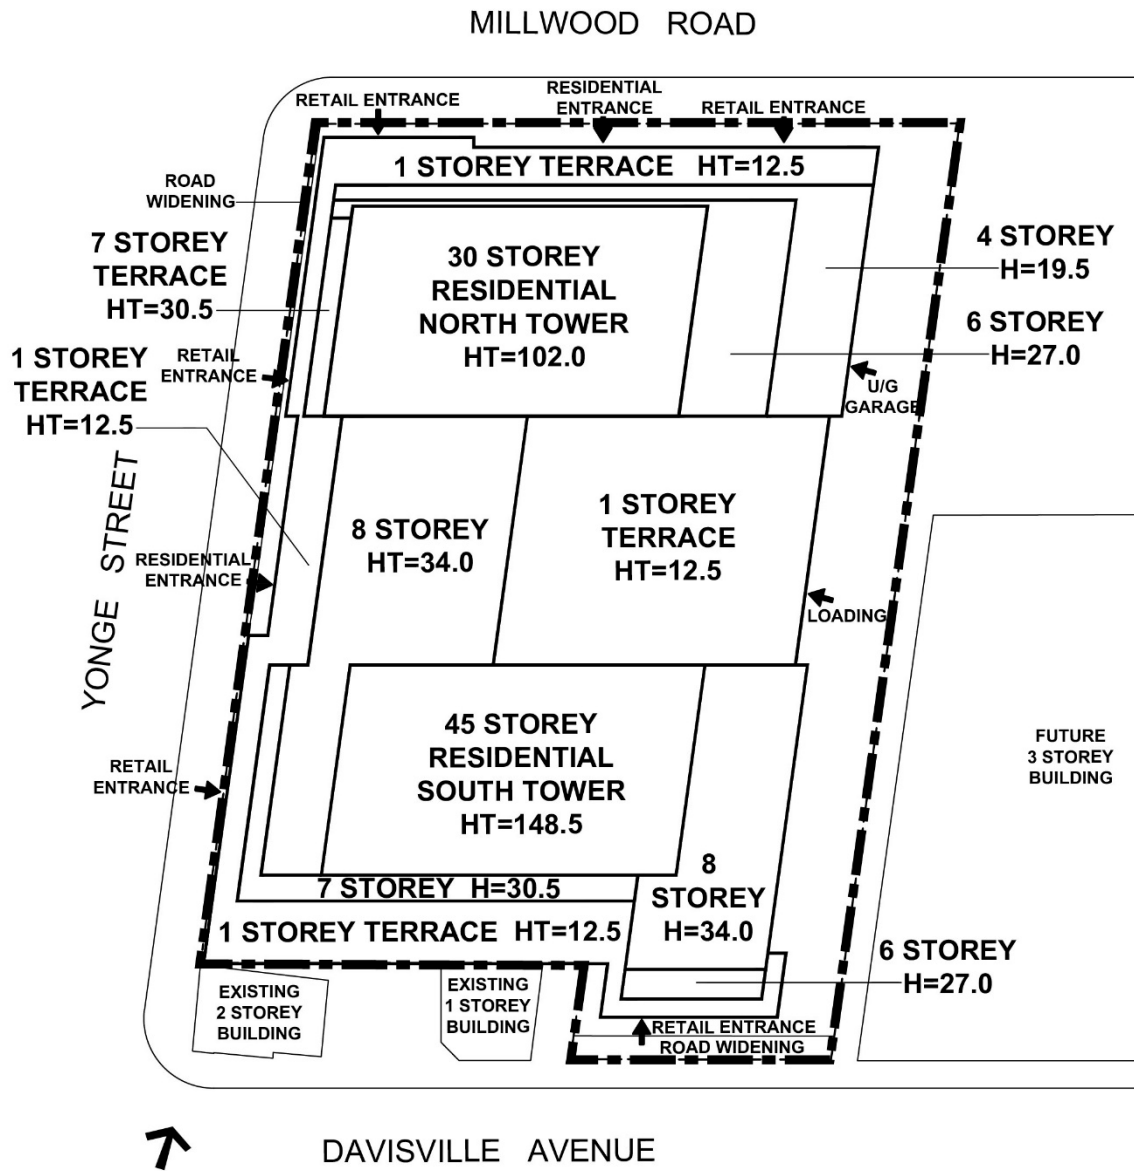 MILLWOOD ROAD
RETAIL ENTRANCE
RESIDENTIAL
ENTRANCE
RETAIL ENTRANCE
1 STOREY TERRACE HT=12.5
ROAD
WIDENING
7 STOREY
TERRACE
HT=30.5
30 STOREY
RESIDENTIAL
NORTH TOWER
HT=102.0
4 STOREY
H=19.5
6 STOREY
H=27.0
1 STOREY
TERRACE
HT=12.5
RETAIL
ENTRANCE
U/G
GARAGE
YONGE STREET
8 STOREY
HT=34.0
1 STOREY
TERRACE
HT=12.5
RESIDENTIAL
ENTRANCE
LOADING
45 STOREY
RESIDENTIAL
SOUTH TOWER
HT=148.5
FUTURE
3 STOREY
BUILDING
RETAIL
ENTRANCE
7 STOREY H=30.5
8
STOREY
H=34.0
1 STOREY TERRACE HT=12.5
6 STOREY
H=27.0
EXISTING
2 STOREY
BUILDING
EXISTING
1 STOREY
BUILDING
RETAIL ENTRANCE
ROAD WIDENING
DAVISVILLE AVENUE